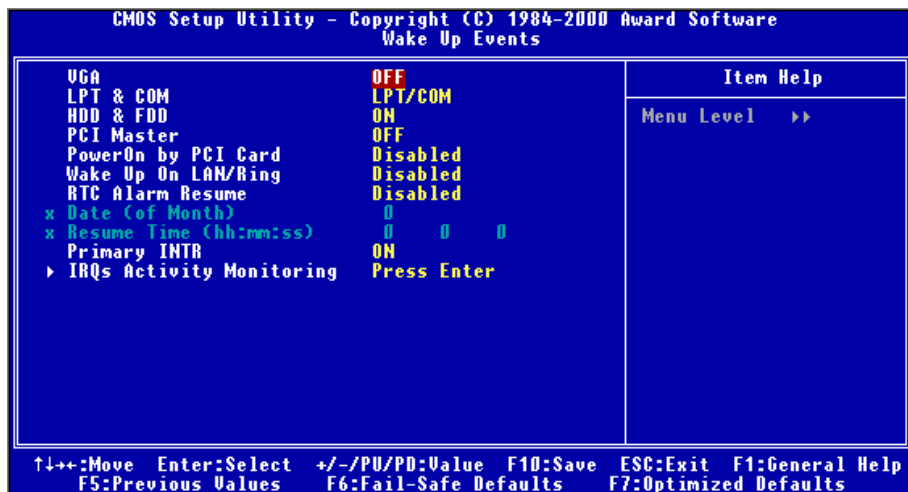 CMOS Setup Utility - Copyright (C) 1984-2000 Award Software
Wake Up Events
VGA OFF
LPT & COM LPT/COM
HDD & FDD ON
PCI Master OFF
PowerOn by PCI Card Disabled
Wake Up On LAN/Ring Disabled
RTC Alarm Resume Disabled
x Date (of Month) 0
x Resume Time (hh:mm:ss) 0 0 0
Primary INTR ON
▸ IRQs Activity Monitoring Press Enter
Item Help
Menu Level ▸▸
↑↓→←:Move Enter:Select +/-/PU/PD:Value F10:Save ESC:Exit F1:General Help
F5:Previous Values F6:Fail-Safe Defaults F7:Optimized Defaults